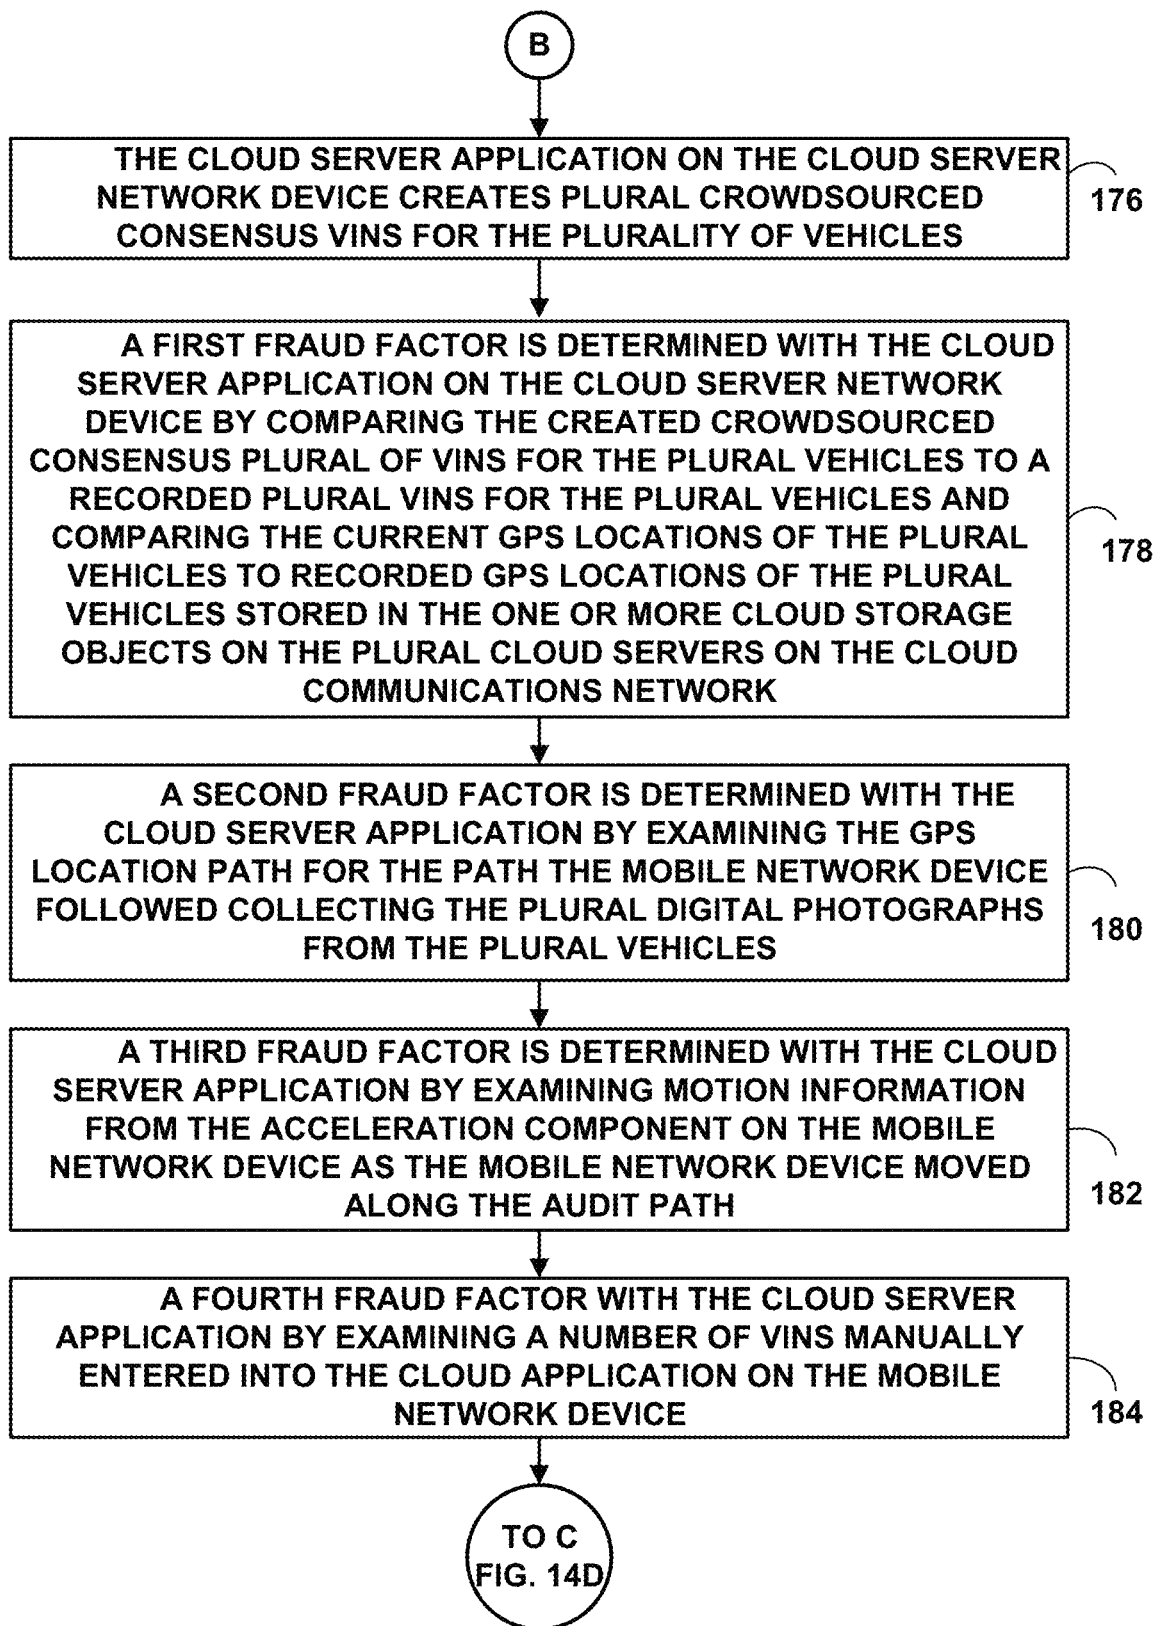 B
THE CLOUD SERVER APPLICATION ON THE CLOUD SERVER
NETWORK DEVICE CREATES PLURAL CROWDSOURCED
CONSENSUS VINS FOR THE PLURALITY OF VEHICLES
176
A FIRST FRAUD FACTOR IS DETERMINED WITH THE CLOUD
SERVER APPLICATION ON THE CLOUD SERVER NETWORK
DEVICE BY COMPARING THE CREATED CROWDSOURCED
CONSENSUS PLURAL OF VINS FOR THE PLURAL VEHICLES TO A
RECORDED PLURAL VINS FOR THE PLURAL VEHICLES AND
COMPARING THE CURRENT GPS LOCATIONS OF THE PLURAL
VEHICLES TO RECORDED GPS LOCATIONS OF THE PLURAL
VEHICLES STORED IN THE ONE OR MORE CLOUD STORAGE
OBJECTS ON THE PLURAL CLOUD SERVERS ON THE CLOUD
COMMUNICATIONS NETWORK
178
A SECOND FRAUD FACTOR IS DETERMINED WITH THE
CLOUD SERVER APPLICATION BY EXAMINING THE GPS
LOCATION PATH FOR THE PATH THE MOBILE NETWORK DEVICE
FOLLOWED COLLECTING THE PLURAL DIGITAL PHOTOGRAPHS
FROM THE PLURAL VEHICLES
180
A THIRD FRAUD FACTOR IS DETERMINED WITH THE CLOUD
SERVER APPLICATION BY EXAMINING MOTION INFORMATION
FROM THE ACCELERATION COMPONENT ON THE MOBILE
NETWORK DEVICE AS THE MOBILE NETWORK DEVICE MOVED
ALONG THE AUDIT PATH
182
A FOURTH FRAUD FACTOR WITH THE CLOUD SERVER
APPLICATION BY EXAMINING A NUMBER OF VINS MANUALLY
ENTERED INTO THE CLOUD APPLICATION ON THE MOBILE
NETWORK DEVICE
184
TO C
FIG. 14D